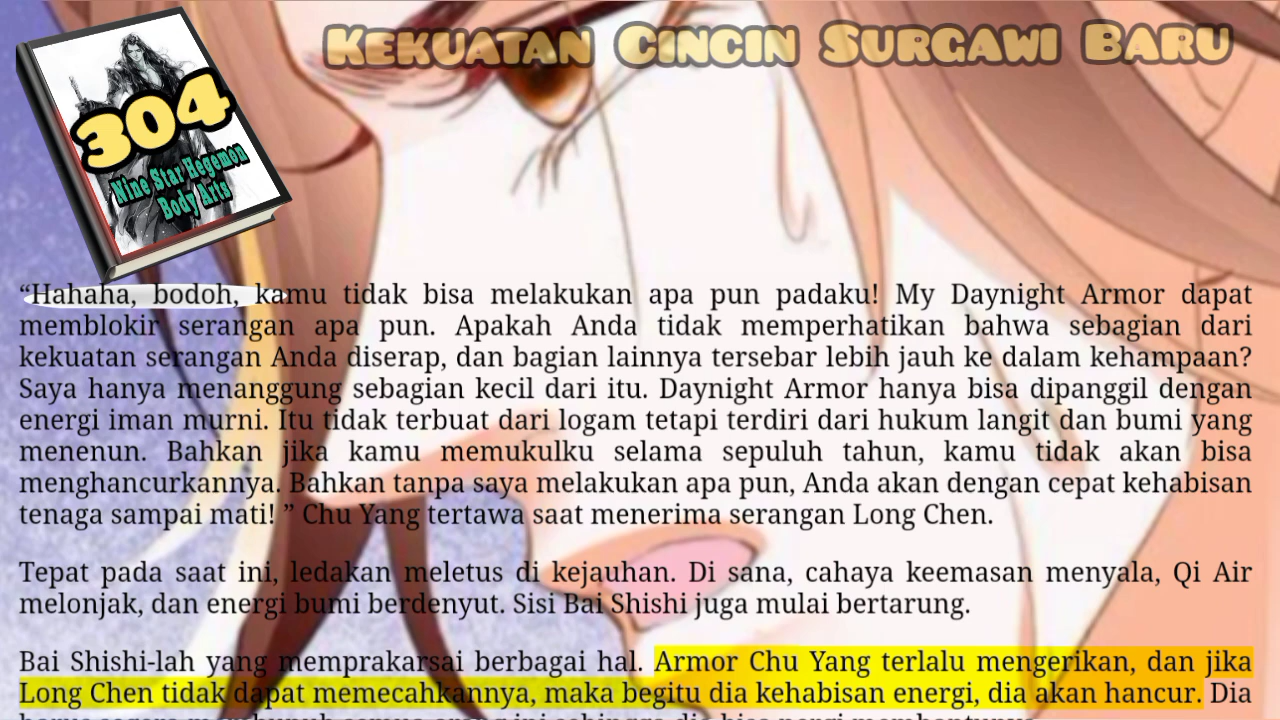 Kekuatan Cincin Surgawi Baru
304
Nine Star Hegemon
Body Arts
“Hahaha, bodoh, kamu tidak bisa melakukan apa pun padaku! My Daynight Armor dapat
memblokir serangan apa pun. Apakah Anda tidak memperhatikan bahwa sebagian dari
kekuatan serangan Anda diserap, dan bagian lainnya tersebar lebih jauh ke dalam kehampaan?
Saya hanya menanggung sebagian kecil dari itu. Daynight Armor hanya bisa dipanggil dengan
energi iman murni. Itu tidak terbuat dari logam tetapi terdiri dari hukum langit dan bumi yang
menenun. Bahkan jika kamu memukulku selama sepuluh tahun, kamu tidak akan bisa
menghancurkannya. Bahkan tanpa saya melakukan apa pun, Anda akan dengan cepat kehabisan
tenaga sampai mati! ” Chu Yang tertawa saat menerima serangan Long Chen.
Tepat pada saat ini, ledakan meletus di kejauhan. Di sana, cahaya keemasan menyala, Qi Air
melonjak, dan energi bumi berdenyut. Sisi Bai Shishi juga mulai bertarung.
Bai Shishi-lah yang memprakarsai berbagai hal. Armor Chu Yang terlalu mengerikan, dan jika
Long Chen tidak dapat memecahkannya, maka begitu dia kehabisan energi, dia akan hancur. Dia